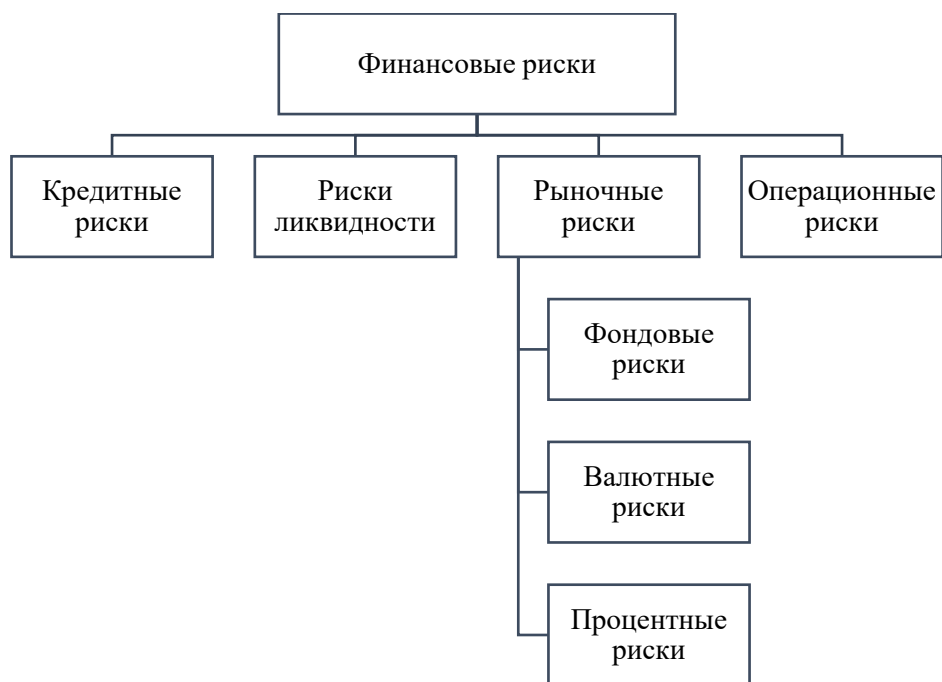 Финансовые риски
Кредитные
риски
Риски
ликвидности
Рыночные
риски
Операционные
риски
Фондовые
риски
Валютные
риски
Процентные
риски